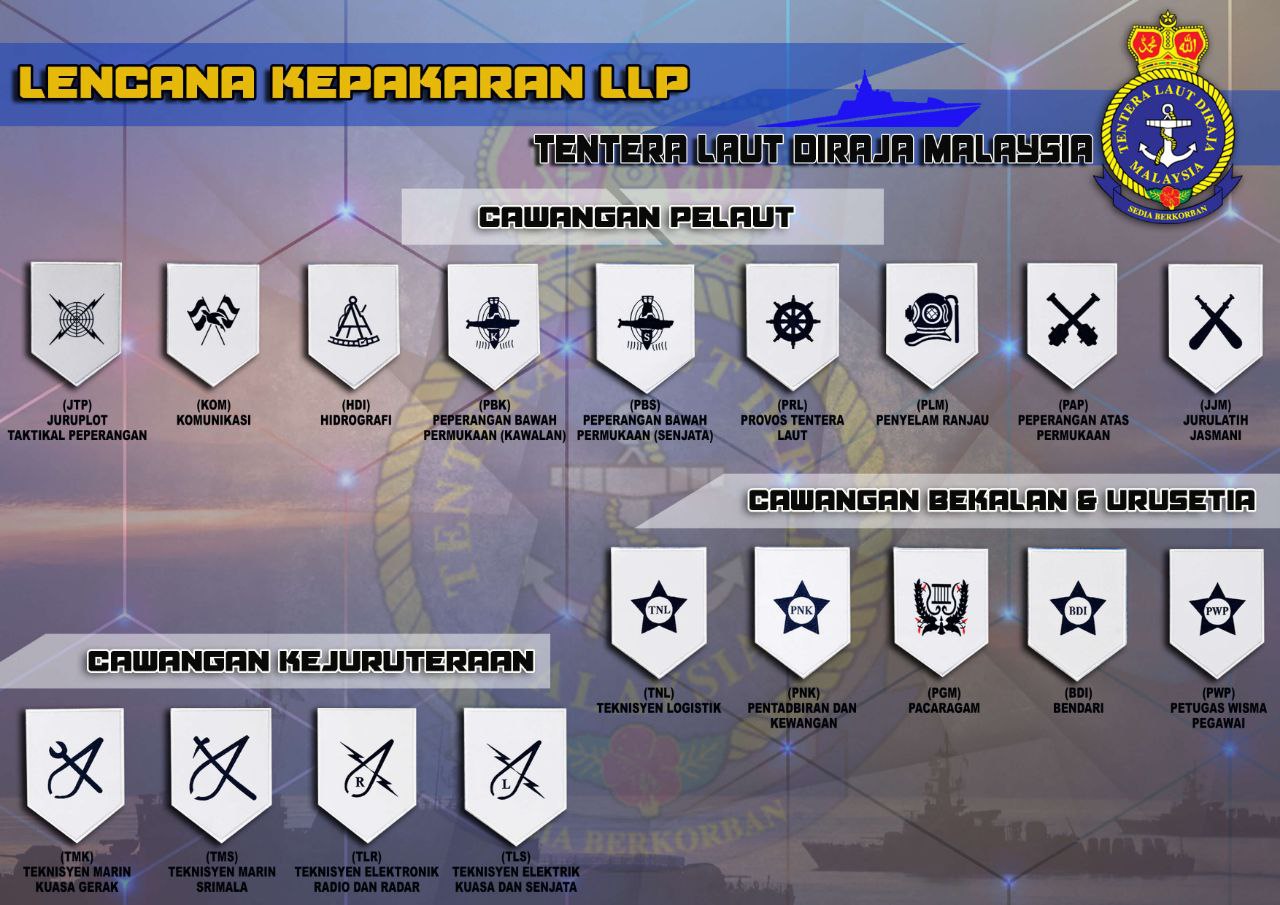 LENCANA KEPAKARAN LLP
TENTERA LAUT DIRAJA MALAYSIA
TENTERA LAUT DIRAJA
MALAYSIA
SEDIA BERKORBAN
CAWANGAN PELAUT
K
S
(JTP)
JURUPLOT
TAKTIKAL PEPERANGAN
(KOM)
KOMUNIKASI
(HDI)
HIDROGRAFI
(PBK)
PEPERANGAN BAWAH
PERMUKAAN (KAWALAN)
(PBS)
PEPERANGAN BAWAH
PERMUKAAN (SENJATA)
(PRL)
PROVOS TENTERA
LAUT
(PLM)
PENYELAM RANJAU
(PAP)
PEPERANGAN ATAS
PERMUKAAN
(JJM)
JURULATIH
JASMANI
CAWANGAN BEKALAN & URUSETIA
TNL
PNK
BDI
PWP
(TNL)
TEKNISYEN LOGISTIK
(PNK)
PENTADBIRAN DAN
KEWANGAN
(PGM)
PACARAGAM
(BDI)
BENDARI
(PWP)
PETUGAS WISMA
PEGAWAI
CAWANGAN KEJURUTERAAN
R
L
(TMK)
TEKNISYEN MARIN
KUASA GERAK
(TMS)
TEKNISYEN MARIN
SRIMALA
(TLR)
TEKNISYEN ELEKTRONIK
RADIO DAN RADAR
(TLS)
TEKNISYEN ELEKTRIK
KUASA DAN SENJATA